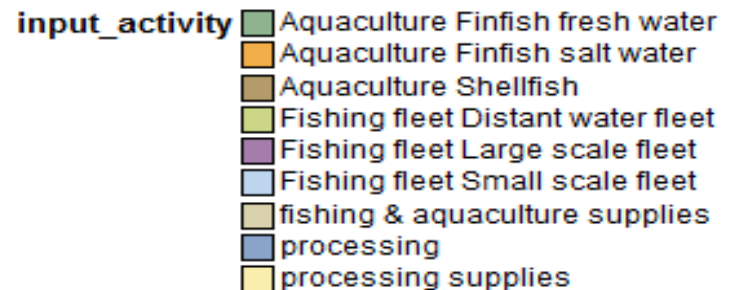 input_activity Aquaculture Finfish fresh water
Aquaculture Finfish salt water
Aquaculture Shellfish
Fishing fleet Distant water fleet
Fishing fleet Large scale fleet
Fishing fleet Small scale fleet
fishing & aquaculture supplies
processing
processing supplies